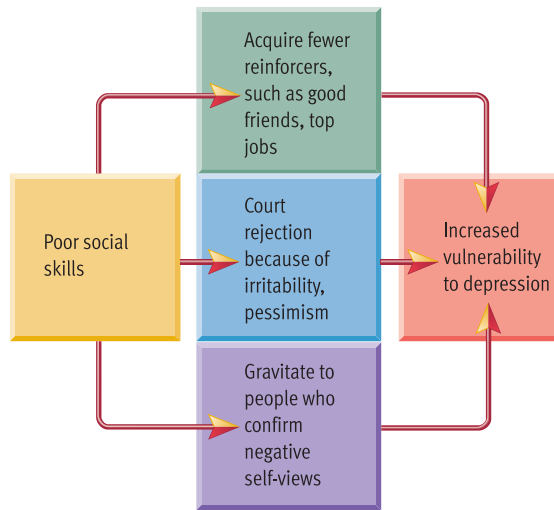 Acquire fewer
reinforcers,
such as good
friends, top
jobs
Poor social
skills
Court
rejection
because of
irritability,
pessimism
Increased
vulnerability
to depression
Gravitate to
people who
confirm
negative
self-views